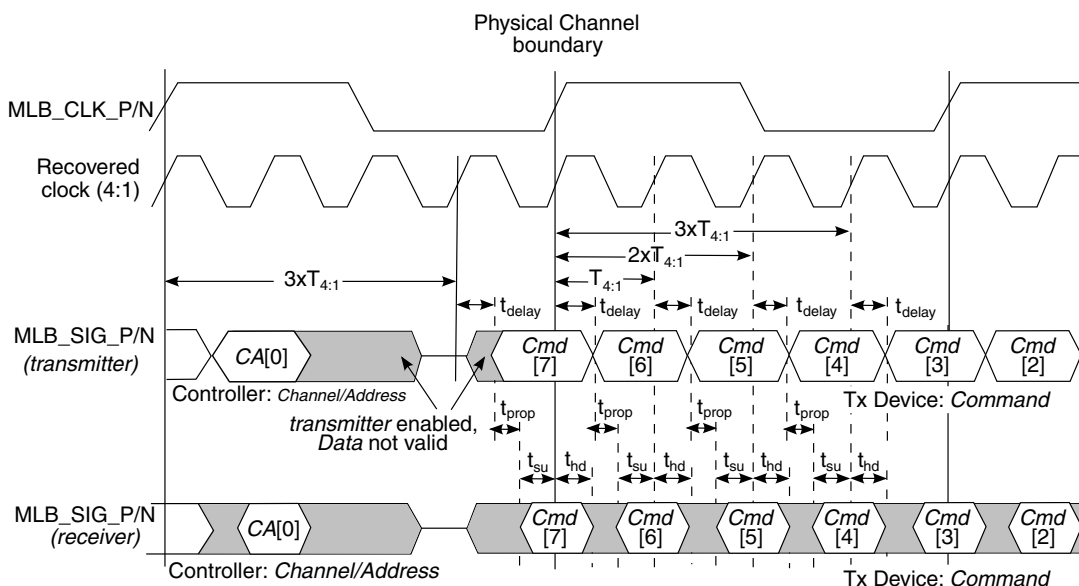 Physical Channel
boundary
MLB_CLK_P/N
Recovered
clock (4:1)
3xT4:1
2xT4:1
3xT4:1
T4:1
tdelay tdelay tdelay tdelay tdelay
MLB_SIG_P/N
(transmitter)
CA[0]
Cmd
[7]
Cmd
[6]
Cmd
[5]
Cmd
[4]
Cmd
[3]
Cmd
[2]
Controller: Channel/Address
Tx Device: Command
transmitter enabled,
Data not valid
tprop tprop tprop tprop
tsu thd tsu thd tsu thd tsu thd
MLB_SIG_P/N
(receiver)
CA[0]
Cmd
[7]
Cmd
[6]
Cmd
[5]
Cmd
[4]
Cmd
[3]
Cmd
[2]
Controller: Channel/Address
Tx Device: Command